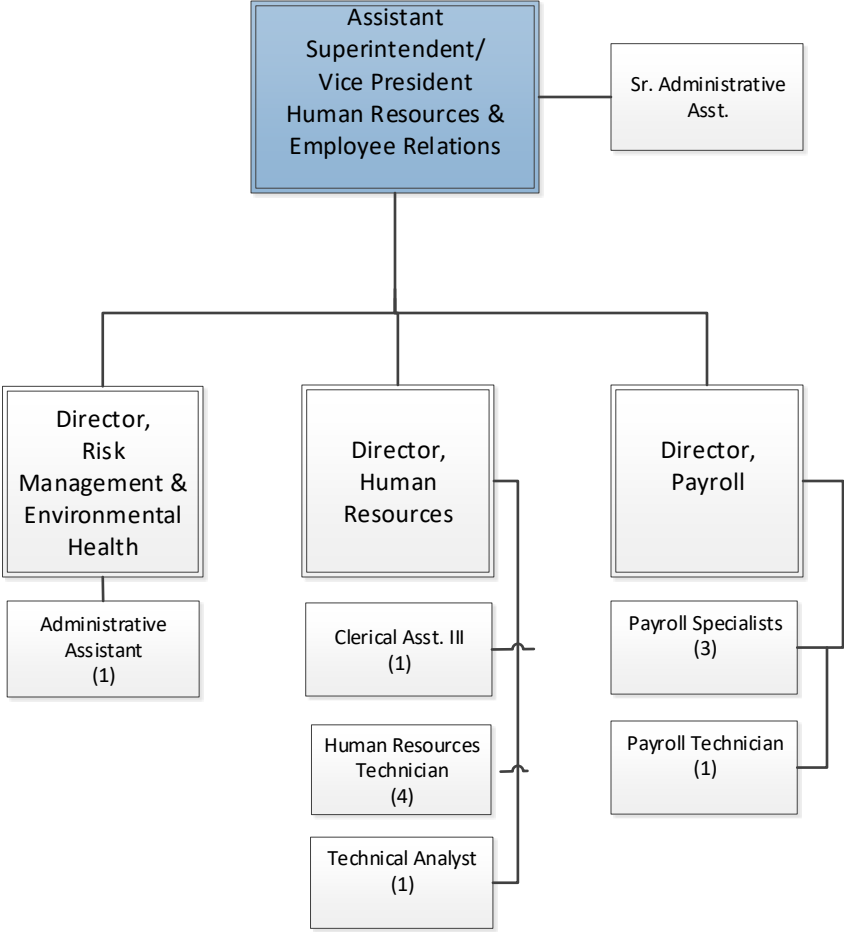 Assistant
Superintendent/
Vice President
Human Resources &
Employee Relations
Sr. Administrative
Asst.
Director,
Risk
Management &
Environmental
Health
Director,
Human
Resources
Director,
Payroll
Administrative
Assistant
(1)
Clerical Asst. III
(1)
Payroll Specialists
(3)
Human Resources
Technician
(4)
Payroll Technician
(1)
Technical Analyst
(1)